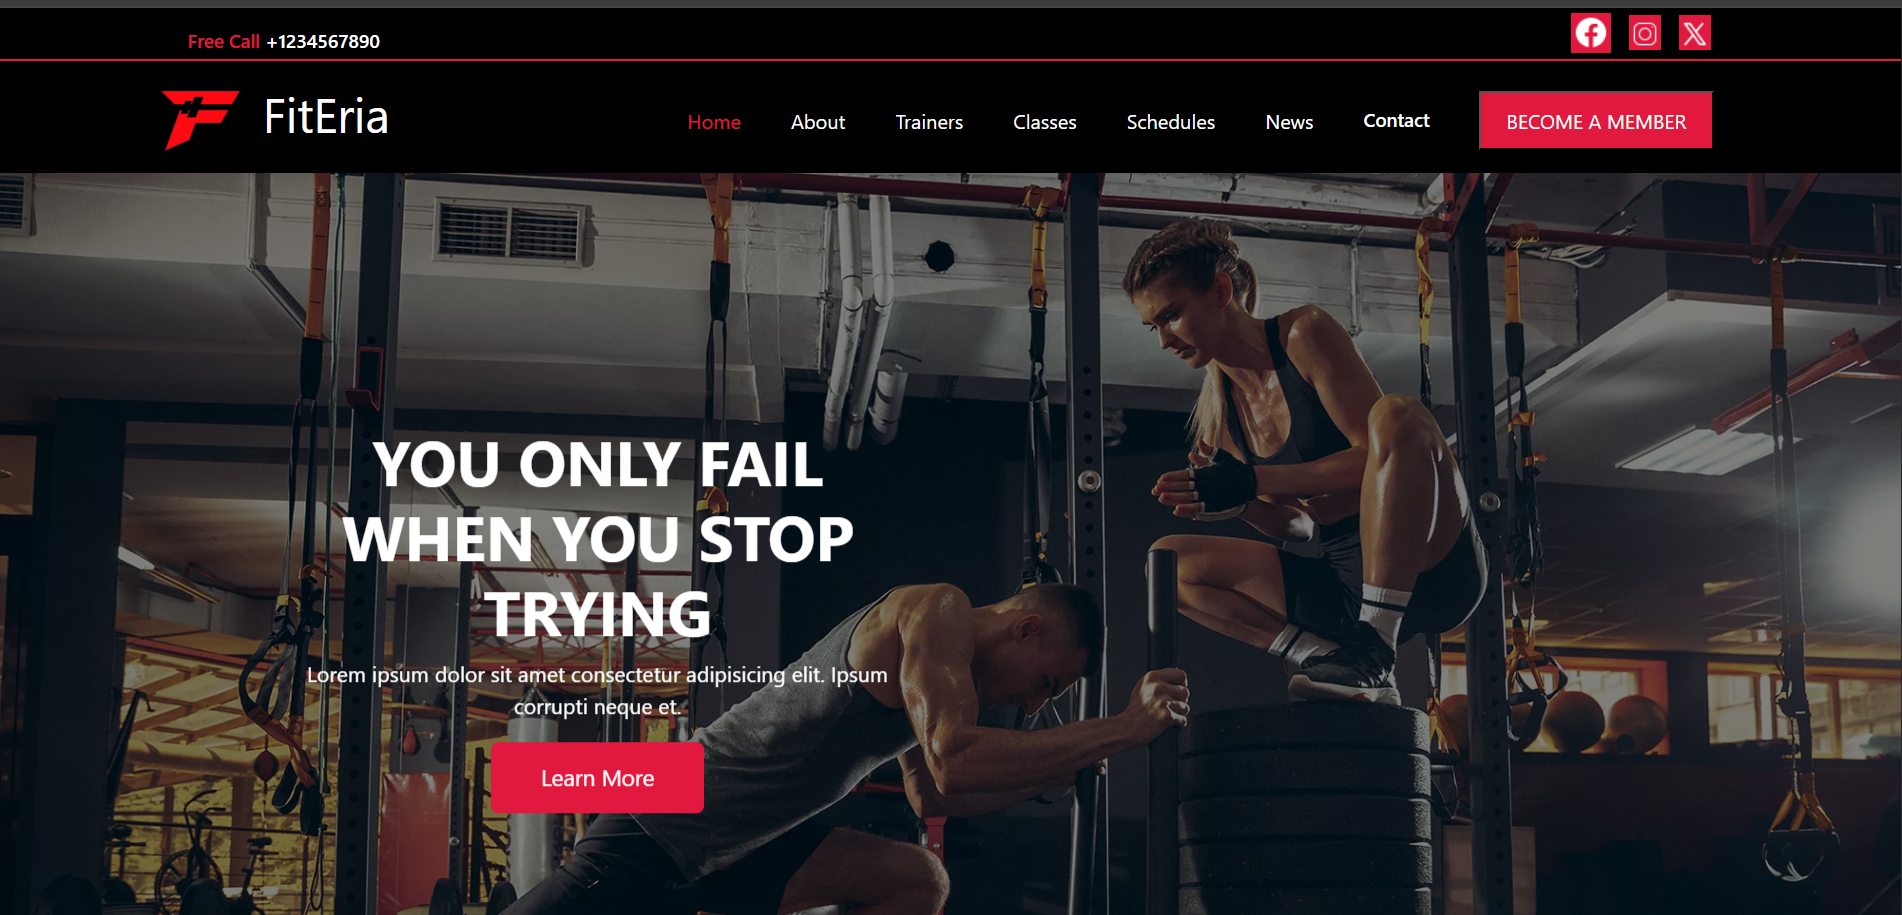 Free Call +1234567890
FitEria
Home About Trainers Classes Schedules News Contact BECOME A MEMBER
YOU ONLY FAIL
WHEN YOU STOP
TRYING
Lorem ipsum dolor sit amet consectetur adipisicing elit. Ipsum
corrupti neque et.
Learn More